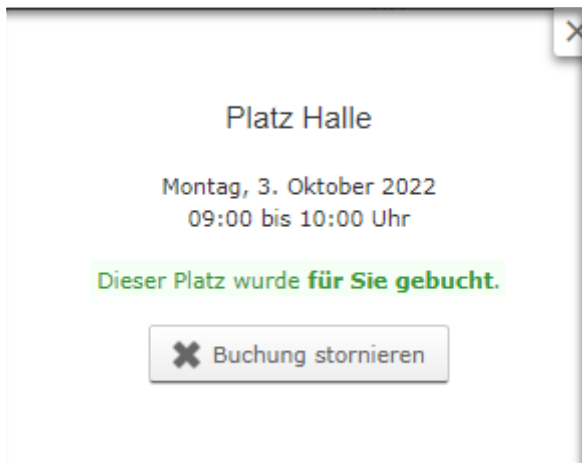 Platz Halle
Montag, 3. Oktober 2022
09:00 bis 10:00 Uhr
Dieser Platz wurde für Sie gebucht.
Buchung stornieren